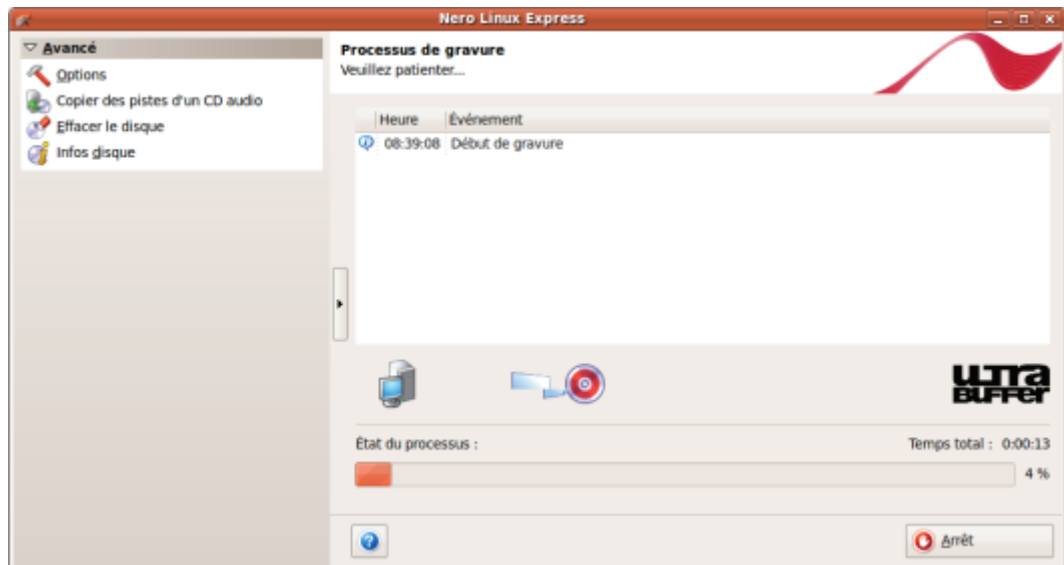 Nero Linux Express
Avancé
Options
Copier des pistes d'un CD audio
Effacer le disque
Infos disque
Processus de gravure
Veuillez patienter...
Heure Événement
08:39:08 Début de gravure
ULTRA
BUFFER
État du processus :
Temps total : 0:00:13
4 %
Arrêt